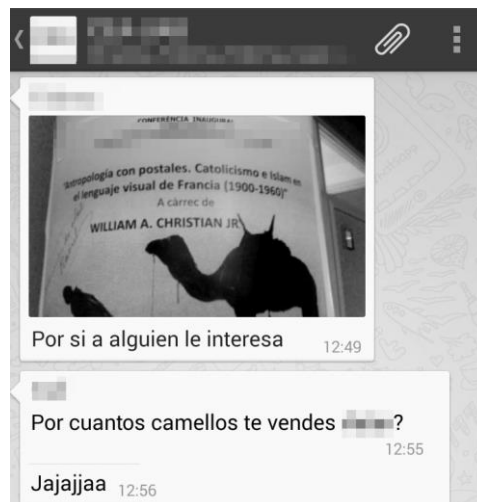 CONFERENCIA INAUGURAL
"Antropología con postales. Catolicismo e Islam en
el lenguaje visual de Francia (1900-1960)"
A càrrec de
WILLIAM A. CHRISTIAN JR
Por si a alguien le interesa
12:49
Por cuantos camellos te vendes ?
12:55
Jajajjaa 12:56